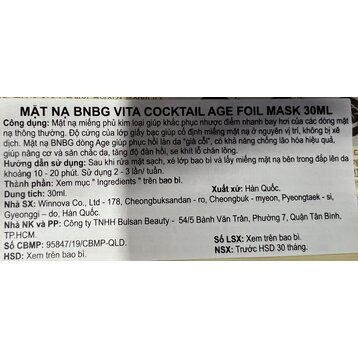 MẶT NẠ BNBG VITA COCKTAIL AGE FOIL MASK 30ML
Công dụng: Mặt nạ miếng phủ kim loại giúp khắc phục nhược điểm nhanh bay hơi của các dòng mặt
nạ thông thường. Độ cứng của lớp giấy bạc giúp cố định miếng mặt nạ ở nguyên vị trí, không bị xê
dịch. Mặt nạ BNBG dòng Age giúp phục hồi làn da "già cỗi", có khả năng chống lão hóa hiệu quả,
giúp nâng cơ và săn chắc da, tăng độ đàn hồi, se khít lỗ chân lông.
Hướng dẫn sử dụng: Sau khi rửa mặt sạch, xé lớp bao bì và lấy miếng mặt nạ bên trong đắp lên da
khoảng 10 - 20 phút. Sử dụng 2 - 3 lần/ tuần.
Thành phần: Xem mục " Ingredients " trên bao bì.
Dung tích: 30ml. Xuất xứ: Hàn Quốc.
Nhà SX: Winnova Co., Ltd - 178, Cheongbuksandan - ro, Cheongbuk - myeon, Pyeongtaek - si,
Gyeonggi – do, Hàn Quốc.
Nhà NK và PP: Công ty TNHH Bulsan Beauty - 54/5 Bành Văn Trân, Phường 7, Quận Tân Bình,
TP.HCM.
Số CBMP: 95847/19/CBMP-QLD. Số LSX: Xem trên bao bì.
HSD: Xem trên bao bì. NSX: Trước HSD 30 tháng.